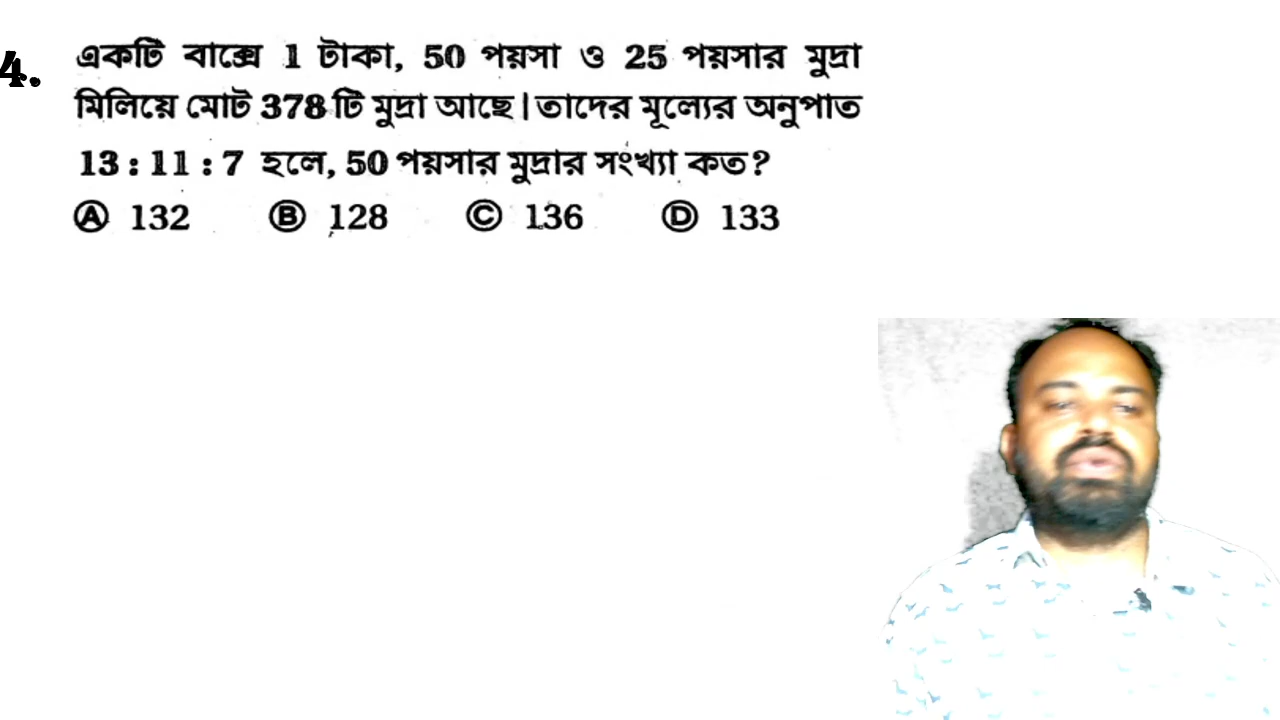 4. একটি বাক্সে 1 টাকা, 50 পয়সা ও 25 পয়সার মুদ্রা
মিলিয়ে মোট 378 টি মুদ্রা আছে। তাদের মূল্যের অনুপাত
13 : 11 : 7 হলে, 50 পয়সার মুদ্রার সংখ্যা কত?
Ⓐ 132 Ⓑ 128 Ⓒ 136 Ⓓ 133